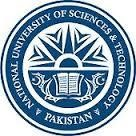 NATIONAL UNIVERSITY OF SCIENCES & TECHNOLOGY
PAKISTAN